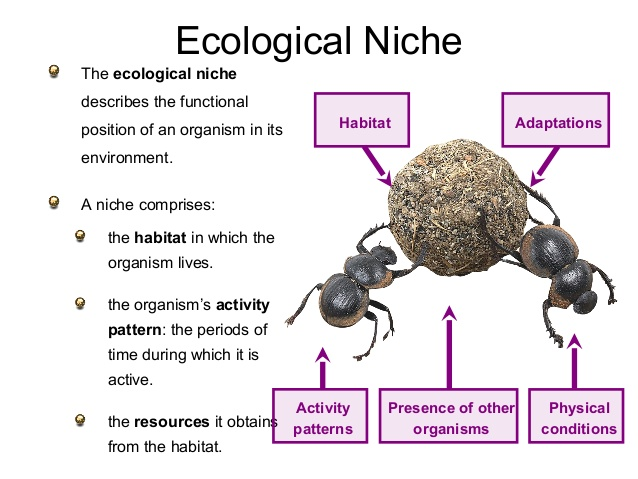 Ecological Niche
The ecological niche
describes the functional
position of an organism in its
environment.
A niche comprises:
the habitat in which the
organism lives.
the organism’s activity
pattern: the periods of
time during which it is
active.
the resources it obtains
from the habitat.
Habitat
Adaptations
Activity
patterns
Presence of other
organisms
Physical
conditions